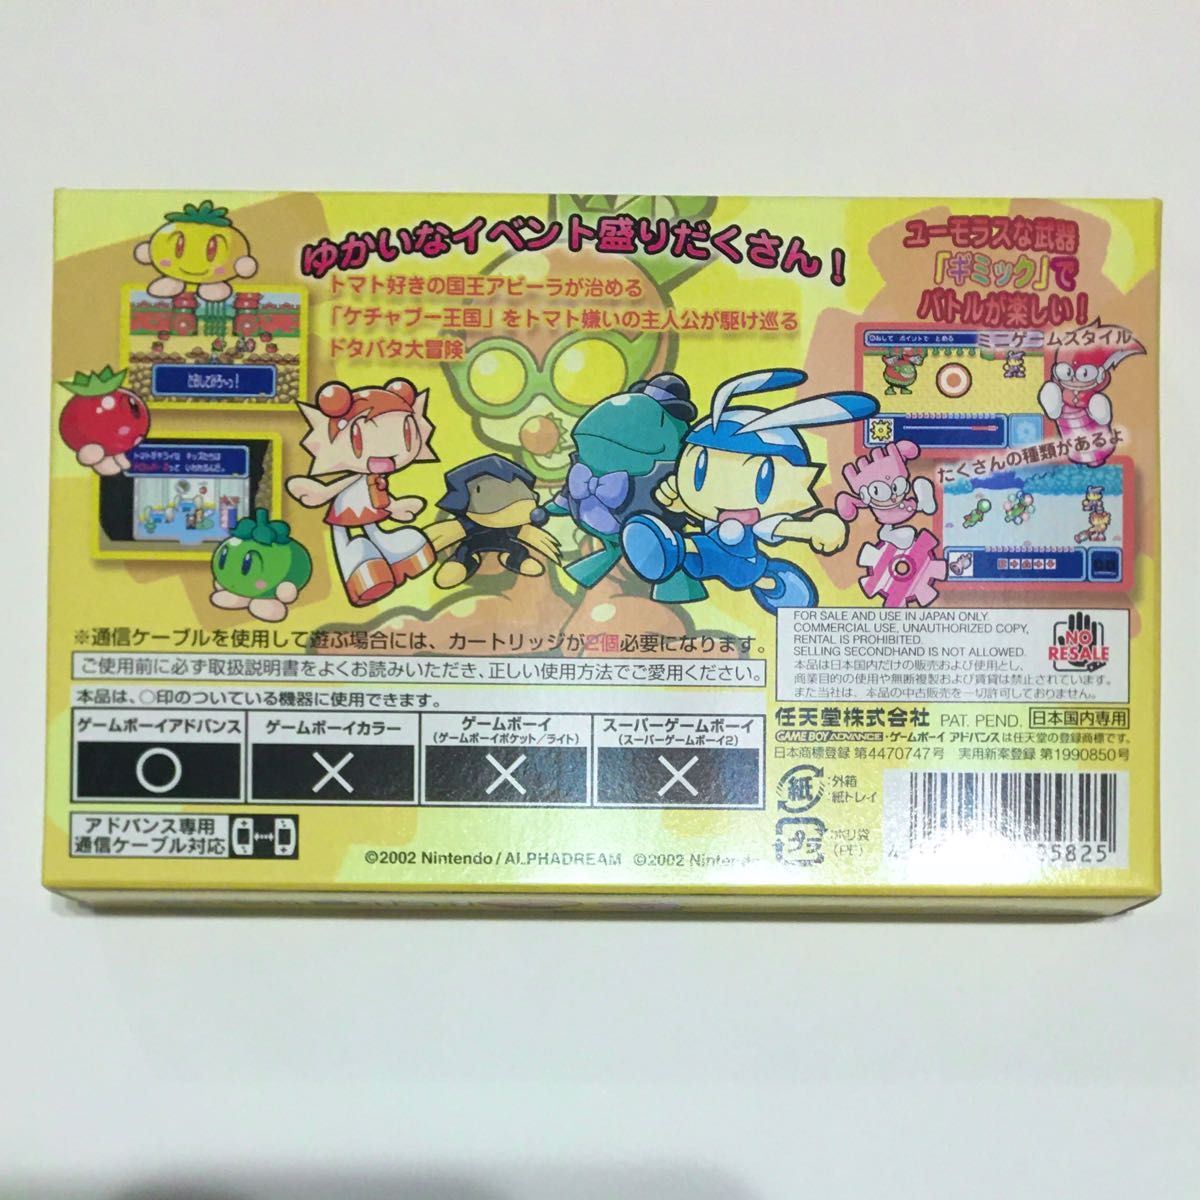 ゆかいなイベント盛りだくさん!
トマト好きの国王アビーラが治める
「ケチャプー王国」をトマト嫌いの主人公が駆け巡る
ドタバタ大冒険
ユーモラスな武器
「ギミック」で
バトルが楽しい!
ミニゲームスタイル
たくさんの種類があるよ
※通信ケーブルを使用して遊ぶ場合には、カートリッジが2個必要になります。
ご使用前に必ず取扱説明書をよくお読みいただき、正しい使用方法でご愛用ください。
本品は、○印のついている機器に使用できます。
ゲームボーイアドバンス
ゲームボーイカラー
ゲームボーイ
(ゲームボーイポケット/ライト)
スーパーゲームボーイ
(スーパーゲームボーイ2)
アドバンス専用
通信ケーブル対応
©2002 Nintendo/ALPHADREAM ©2002 Nintendo
FOR SALE AND USE IN JAPAN ONLY.
COMMERCIAL USE, UNAUTHORIZED COPY,
RENTAL IS PROHIBITED.
SELLING SECONDHAND IS NOT ALLOWED.
本品は日本国内だけの販売および使用とし、
商業目的の使用や無断複製および賃貸は禁止されています。
また当社は、本品の中古販売を一切許可しておりません。
NO
RESALE
任天堂株式会社 PAT. PEND. 日本国内専用
GAME BOY ADVANCE・ゲームボーイ アドバンスは任天堂の登録商標です。
日本商標登録 第4470747号 実用新案登録 第1990850号
紙
:外箱
:紙トレイ
プラ
:ポリ袋
(PE)
85825